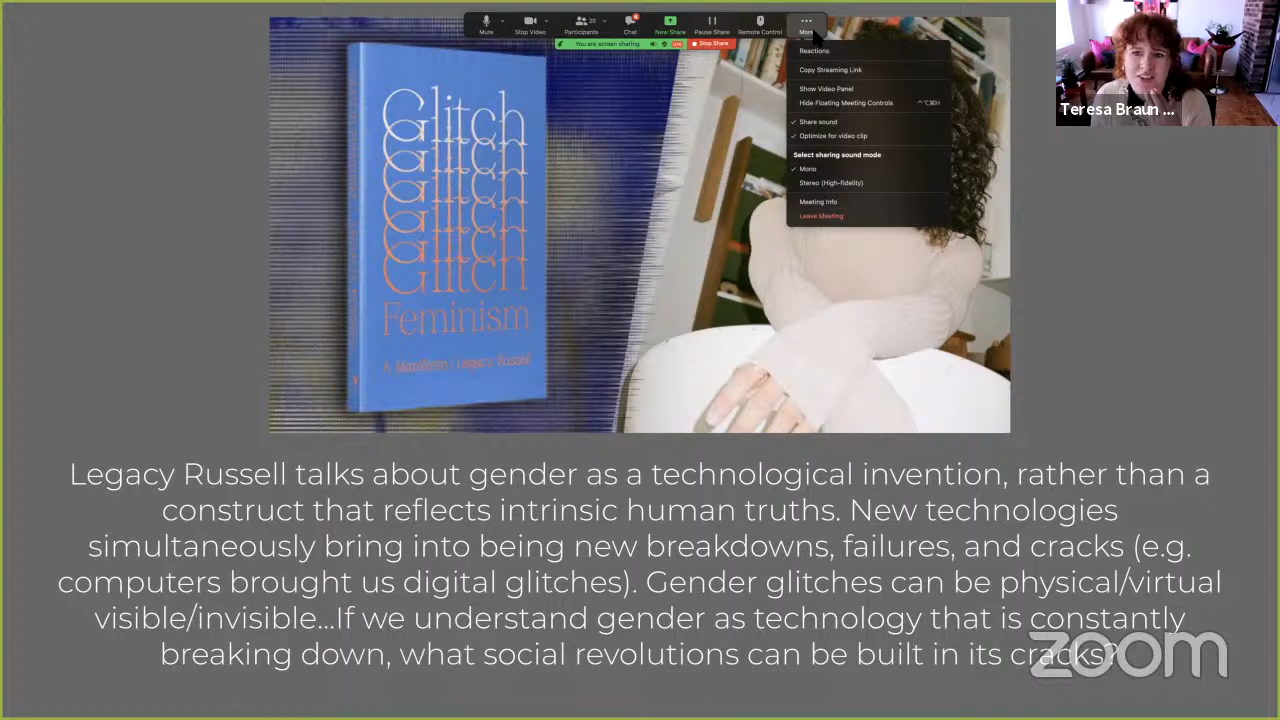 Mute
Stop Video
20
Participants
4
Chat
New Share
Pause Share
Remote Control
More
You are screen sharing
LIVE
Stop Share
Reactions
Copy Streaming Link
Show Video Panel
Hide Floating Meeting Controls ^⌥⌘H
✓ Share sound
✓ Optimize for video clip
Select sharing sound mode
✓ Mono
Stereo (High-fidelity)
Meeting Info
Leave Meeting
Teresa Braun ...
Glitch
Glitch
Glitch
Glitch
Glitch
Glitch
Feminism
A Manifesto Legacy Russell
Legacy Russell talks about gender as a technological invention, rather than a
construct that reflects intrinsic human truths. New technologies
simultaneously bring into being new breakdowns, failures, and cracks (e.g.
computers brought us digital glitches). Gender glitches can be physical/virtual
visible/invisible...If we understand gender as technology that is constantly
breaking down, what social revolutions can be built in its cracks?
zoom